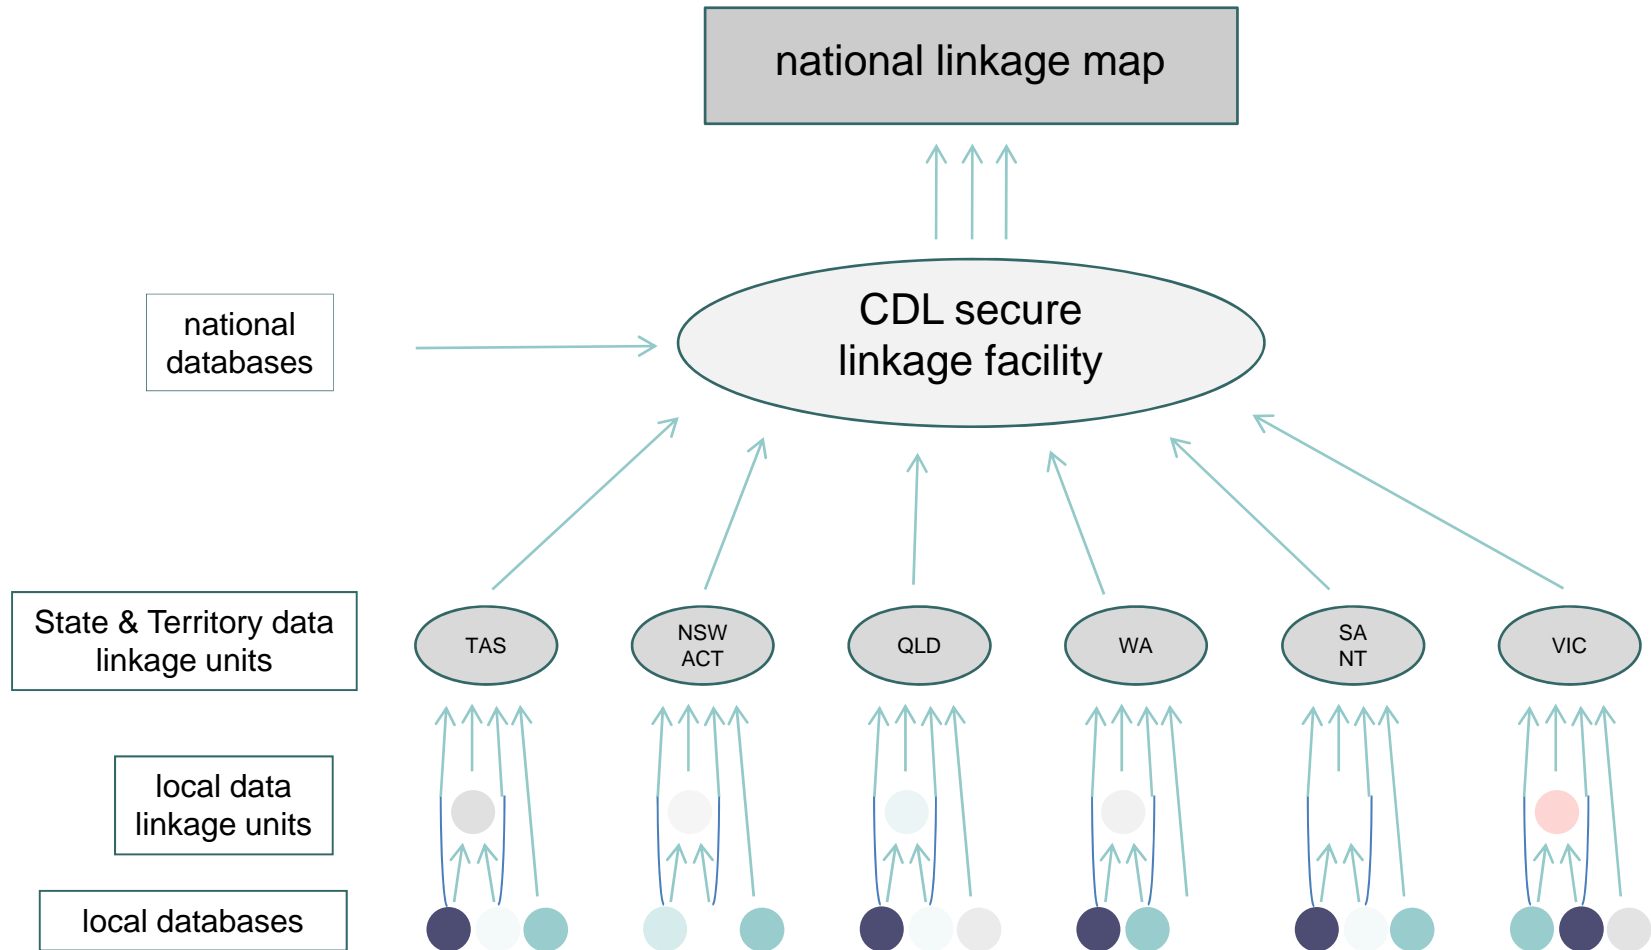 national linkage map
CDL secure
linkage facility
national
databases
State & Territory data
linkage units
TAS
NSW
ACT
QLD
WA
SA
NT
VIC
local data
linkage units
local databases